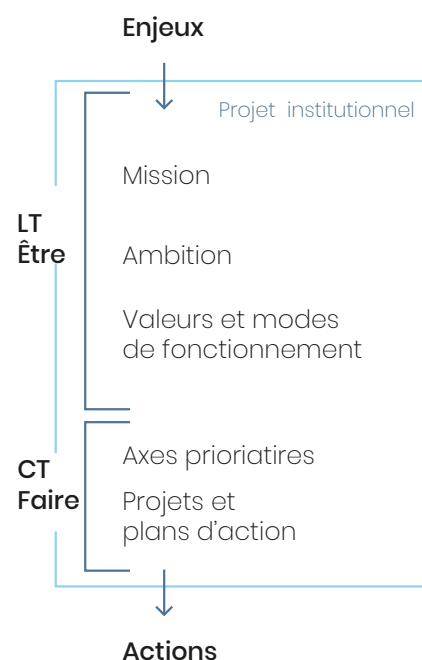 Enjeux
Projet institutionnel
Mission
LT
Être
Ambition
Valeurs et modes
de fonctionnement
CT
Faire
Axes prioriatires
Projets et
plans d'action
Actions